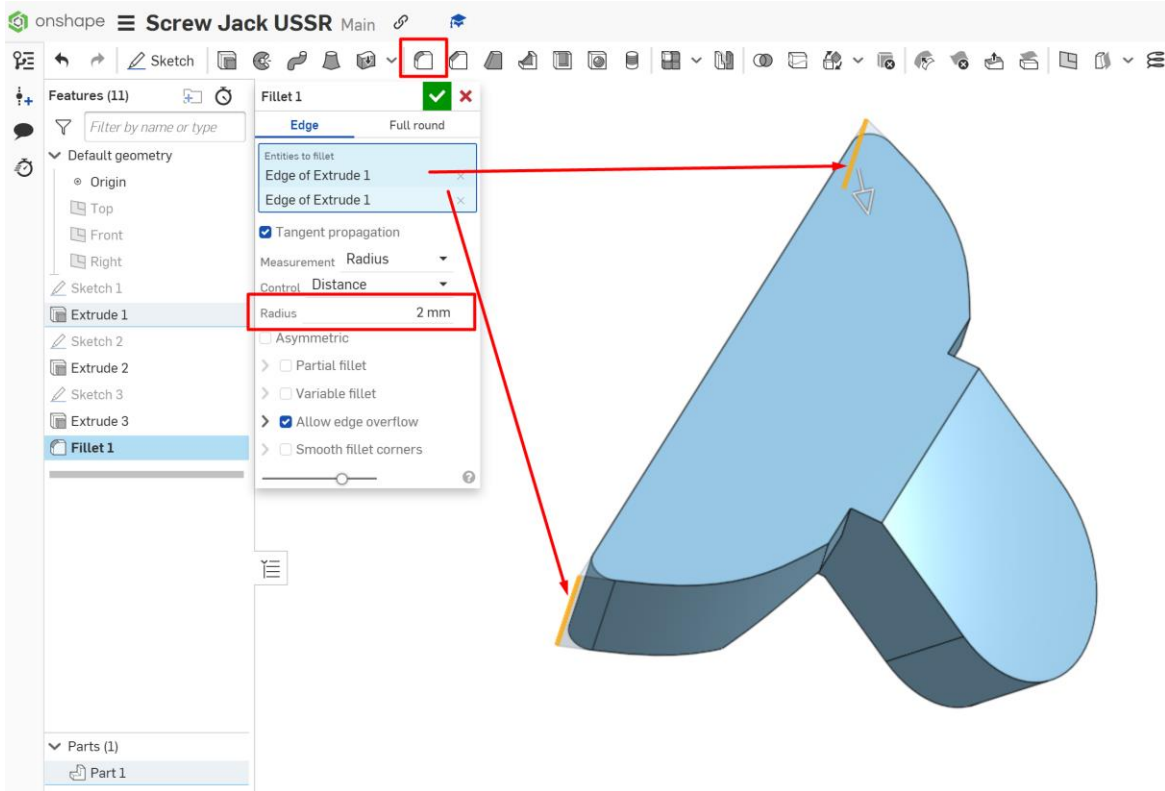 onshape Screw Jack USSR Main
Sketch
Features (11)
Filter by name or type
Default geometry
Origin
Top
Front
Right
Sketch 1
Extrude 1
Sketch 2
Extrude 2
Sketch 3
Extrude 3
Fillet 1
Parts (1)
Part 1
Fillet 1
Edge Full round
Entities to fillet
Edge of Extrude 1
Edge of Extrude 1
Tangent propagation
Measurement Radius
Control Distance
Radius 2 mm
Asymmetric
Partial fillet
Variable fillet
Allow edge overflow
Smooth fillet corners